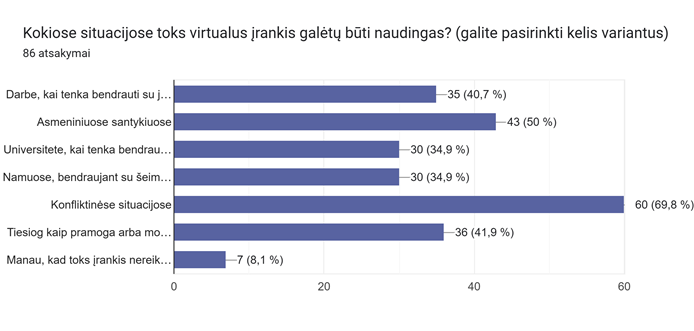 Kokiose situacijose toks virtualus įrankis galėtų būti naudingas? (galite pasirinkti kelis variantus)
86 atsakymai
Darbe, kai tenka bendrauti su j… 35 (40,7 %)
Asmeniniuose santykiuose 43 (50 %)
Universitete, kai tenka bendrau… 30 (34,9 %)
Namuose, bendraujant su šeim… 30 (34,9 %)
Konfliktinėse situacijose 60 (69,8 %)
Tiesiog kaip pramoga arba mo… 36 (41,9 %)
Manau, kad toks įrankis nereik… 7 (8,1 %)
0 20 40 60